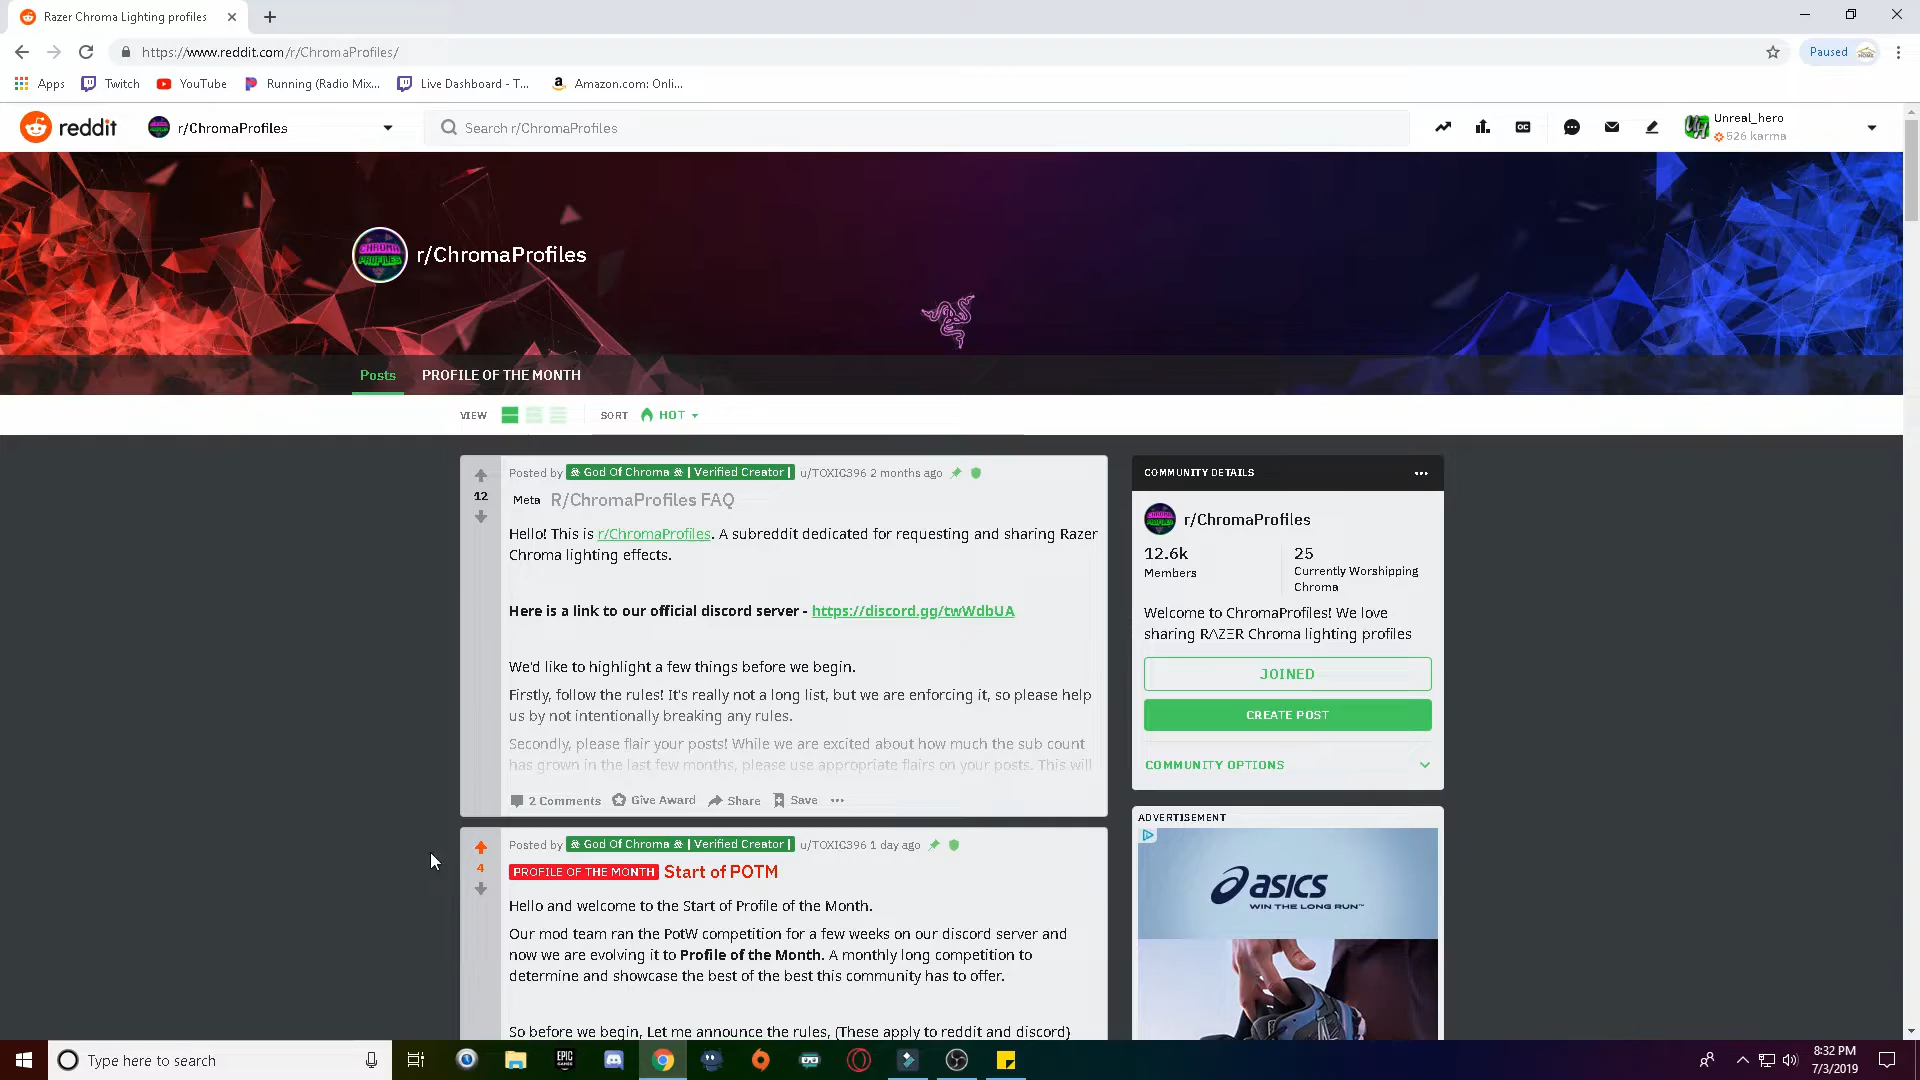 Razer Chroma Lighting profiles
https://www.reddit.com/r/ChromaProfiles/
Paused
Apps Twitch YouTube Running (Radio Mix... Live Dashboard - T... Amazon.com: Onli...
reddit r/ChromaProfiles Search r/ChromaProfiles
Unreal_hero
526 karma
r/ChromaProfiles
Posts PROFILE OF THE MONTH
VIEW SORT HOT
Posted by ☠ God Of Chroma ☠ | Verified Creator | u/TOXIC396 2 months ago
12
Meta R/ChromaProfiles FAQ
Hello! This is r/ChromaProfiles. A subreddit dedicated for requesting and sharing Razer
Chroma lighting effects.
Here is a link to our official discord server - https://discord.gg/twWdbUA
We'd like to highlight a few things before we begin.
Firstly, follow the rules! It's really not a long list, but we are enforcing it, so please help
us by not intentionally breaking any rules.
Secondly, please flair your posts! While we are excited about how much the sub count
has grown in the last few months, please use appropriate flairs on your posts. This will
2 Comments Give Award Share Save ...
Posted by ☠ God Of Chroma ☠ | Verified Creator | u/TOXIC396 1 day ago
4
PROFILE OF THE MONTH Start of POTM
Hello and welcome to the Start of Profile of the Month.
Our mod team ran the PotW competition for a few weeks on our discord server and
now we are evolving it to Profile of the Month. A monthly long competition to
determine and showcase the best of the best this community has to offer.
So before we begin, Let me announce the rules, (These apply to reddit and discord)
COMMUNITY DETAILS ...
r/ChromaProfiles
12.6k 25
Members Currently Worshipping
Chroma
Welcome to ChromaProfiles! We love
sharing RΛZΞR Chroma lighting profiles
JOINED
CREATE POST
COMMUNITY OPTIONS
ADVERTISEMENT
asics
WIN THE LONG RUN™
Type here to search
EPIC
GAMES
8:32 PM
7/3/2019